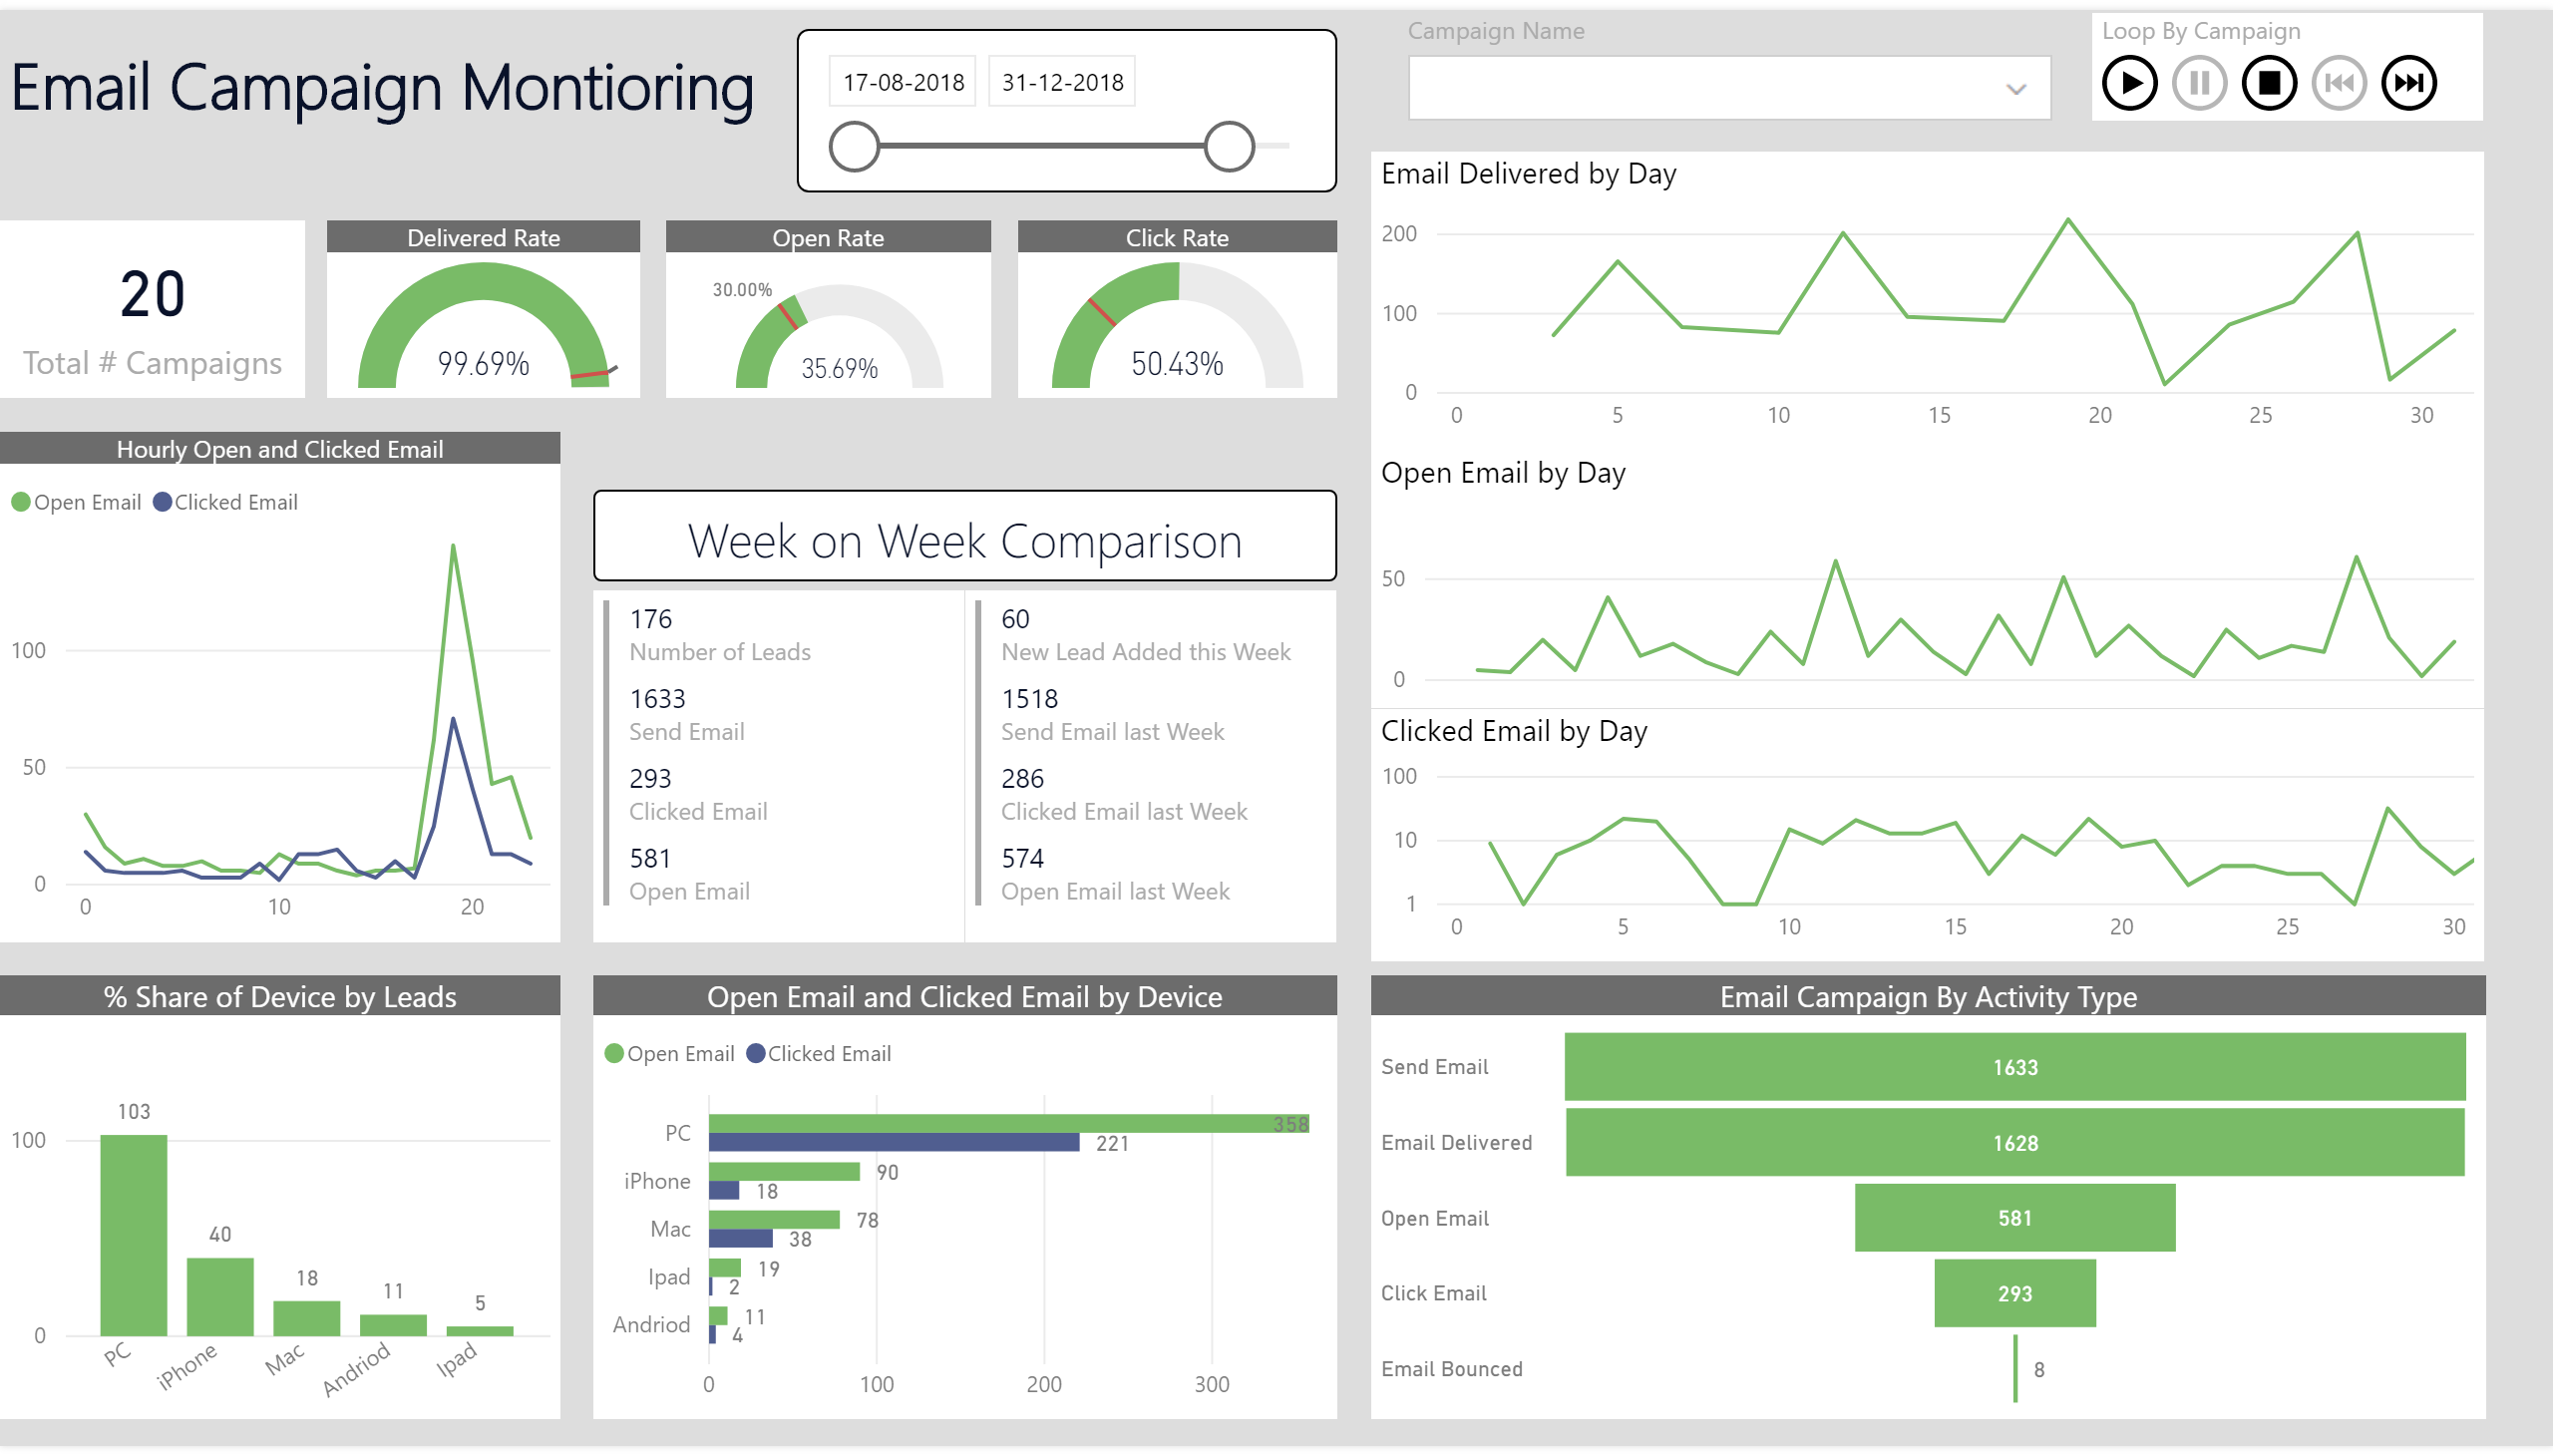 Email Campaign Montioring
17-08-2018 31-12-2018
Campaign Name
Loop By Campaign
20
Total # Campaigns
Delivered Rate
99.69%
Open Rate
30.00%
35.69%
Click Rate
50.43%
Email Delivered by Day
200
100
0
0 5 10 15 20 25 30
Open Email by Day
50
0
Clicked Email by Day
100
10
1
0 5 10 15 20 25 30
Hourly Open and Clicked Email
Open Email Clicked Email
100
50
0
0 10 20
Week on Week Comparison
176
Number of Leads
1633
Send Email
293
Clicked Email
581
Open Email
60
New Lead Added this Week
1518
Send Email last Week
286
Clicked Email last Week
574
Open Email last Week
% Share of Device by Leads
100
0
103
40
18
11
5
PC iPhone Mac Andriod Ipad
Open Email and Clicked Email by Device
Open Email Clicked Email
PC 358
221
iPhone 90
18
Mac 78
38
Ipad 19
2
Andriod 11
4
0 100 200 300
Email Campaign By Activity Type
Send Email 1633
Email Delivered 1628
Open Email 581
Click Email 293
Email Bounced 8